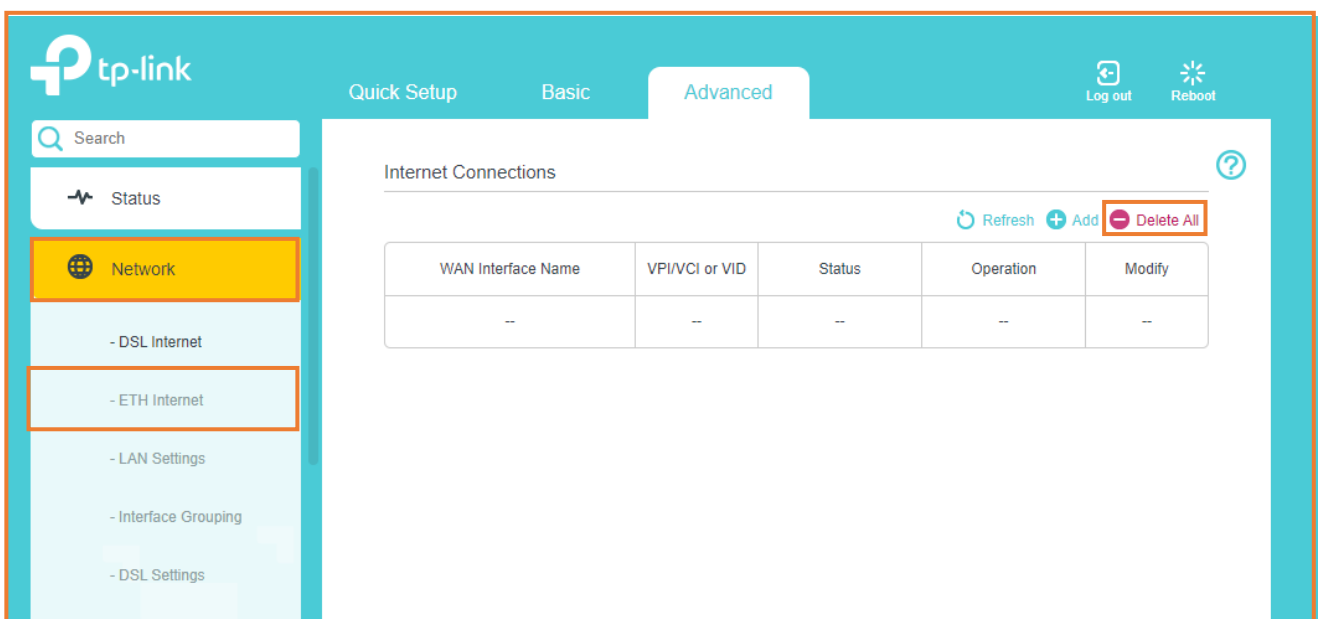 tp-link
Quick Setup Basic Advanced
Log out Reboot
Search
Status
Network
- DSL Internet
- ETH Internet
- LAN Settings
- Interface Grouping
- DSL Settings
Internet Connections
?
Refresh Add Delete All
WAN Interface Name VPI/VCI or VID Status Operation Modify
-- -- -- -- --